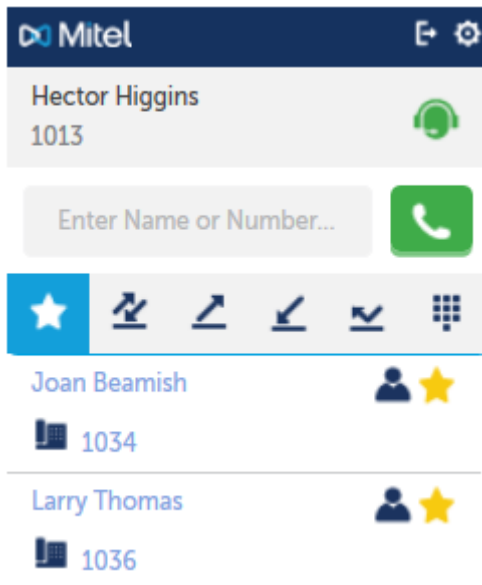 Mitel
Hector Higgins
1013
Enter Name or Number...
Joan Beamish
1034
Larry Thomas
1036